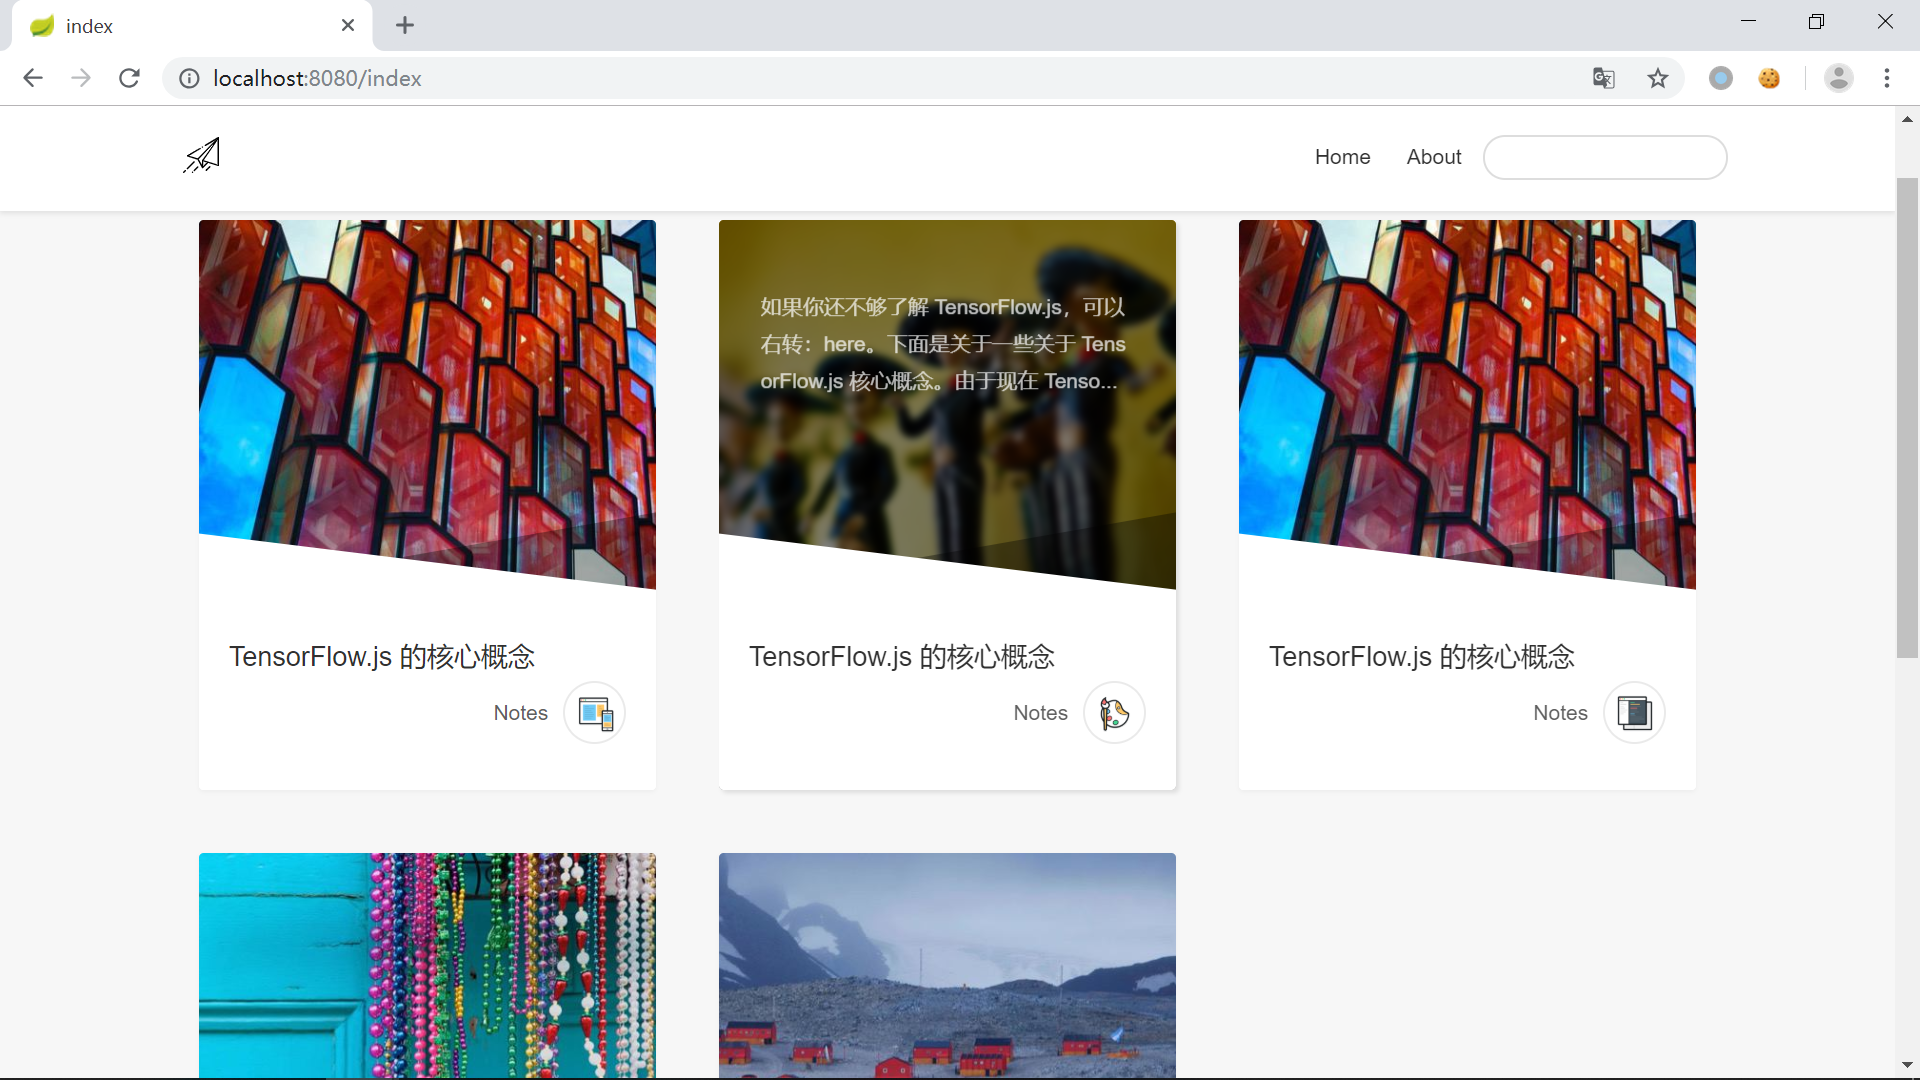 index
localhost:8080/index
Home
About
如果你还不够了解 TensorFlow.js，可以
右转：here。下面是关于一些关于 Tens
orFlow.js 核心概念。由于现在 Tenso...
TensorFlow.js 的核心概念
Notes
TensorFlow.js 的核心概念
Notes
TensorFlow.js 的核心概念
Notes